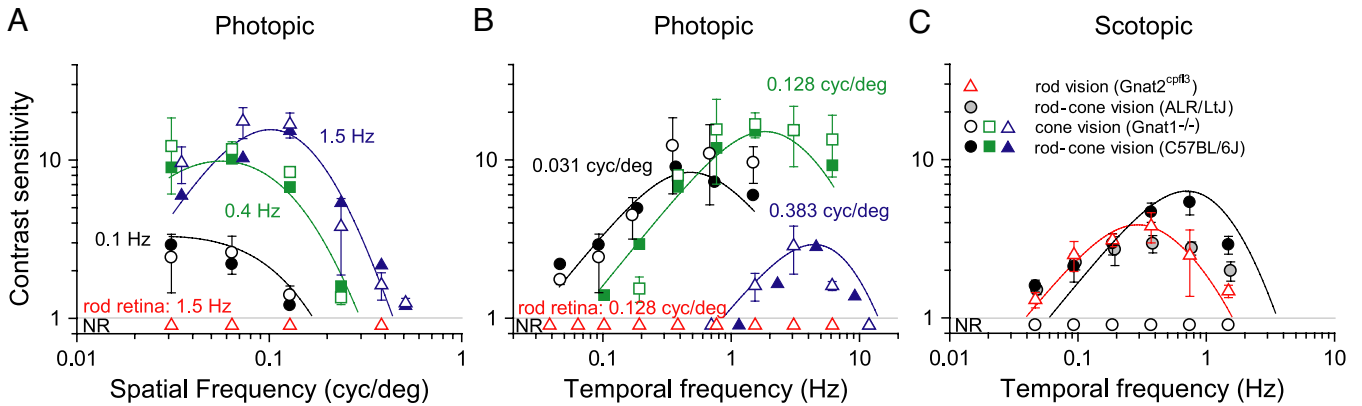 A
Photopic
Contrast sensitivity
10
1
NR
1.5 Hz
0.4 Hz
0.1 Hz
rod retina: 1.5 Hz
0.01
0.1
1
Spatial Frequency (cyc/deg)
B
Photopic
10
1
NR
0.128 cyc/deg
0.031 cyc/deg
0.383 cyc/deg
rod retina: 0.128 cyc/deg
0.1
1
10
Temporal frequency (Hz)
C
Scotopic
rod vision (Gnat2cpfl3)
rod-cone vision (ALR/LtJ)
cone vision (Gnat1-/-)
rod-cone vision (C57BL/6J)
10
1
NR
0.01
0.1
1
10
Temporal frequency (Hz)